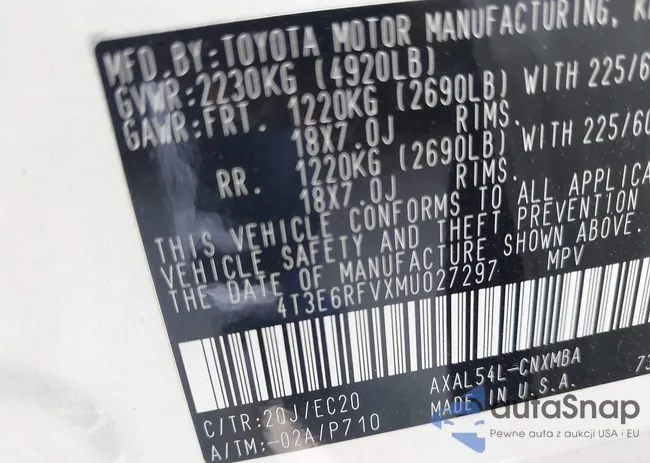 MFD.BY:TOYOTA MOTOR MANUFACTURING,
GVWR:2230KG (4920LB)
GAWR:FRT. 1220KG (2690LB) WITH 225/6
18X7.0J RIMS.
RR. 1220KG (2690LB) WITH 225/60
18X7.0J RIMS.
THIS VEHICLE CONFORMS TO ALL APPLICA
VEHICLE SAFETY AND THEFT PREVENTION
THE DATE OF MANUFACTURE SHOWN ABOVE.
4T3E6RFVXMU027297 MPV
C/TR:20J/EC20 AXAL54L-CNXMBA 73
A/TM:-02A/P710 MADE IN U.S.A.
autaSnap
Pewne auta z aukcji USA i EU